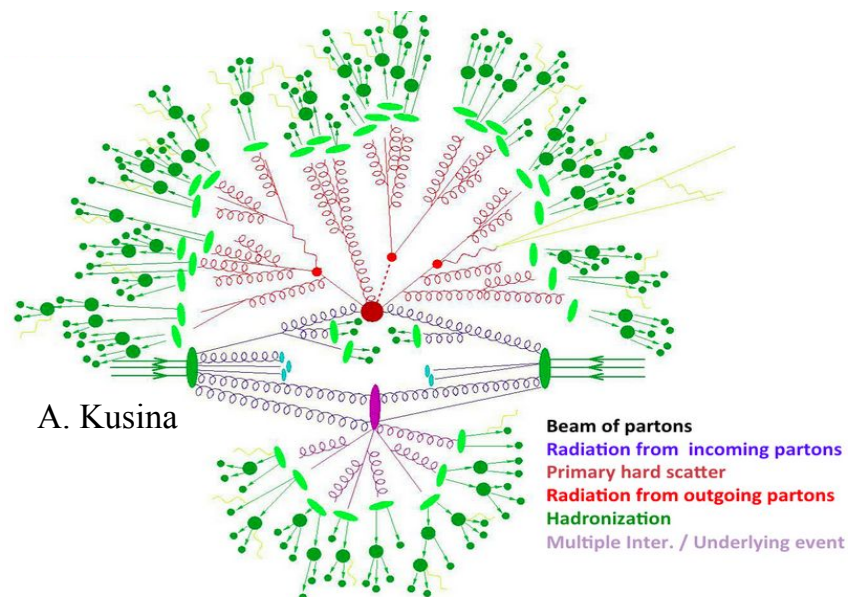 A. Kusina
Beam of partons
Radiation from incoming partons
Primary hard scatter
Radiation from outgoing partons
Hadronization
Multiple Inter. / Underlying event